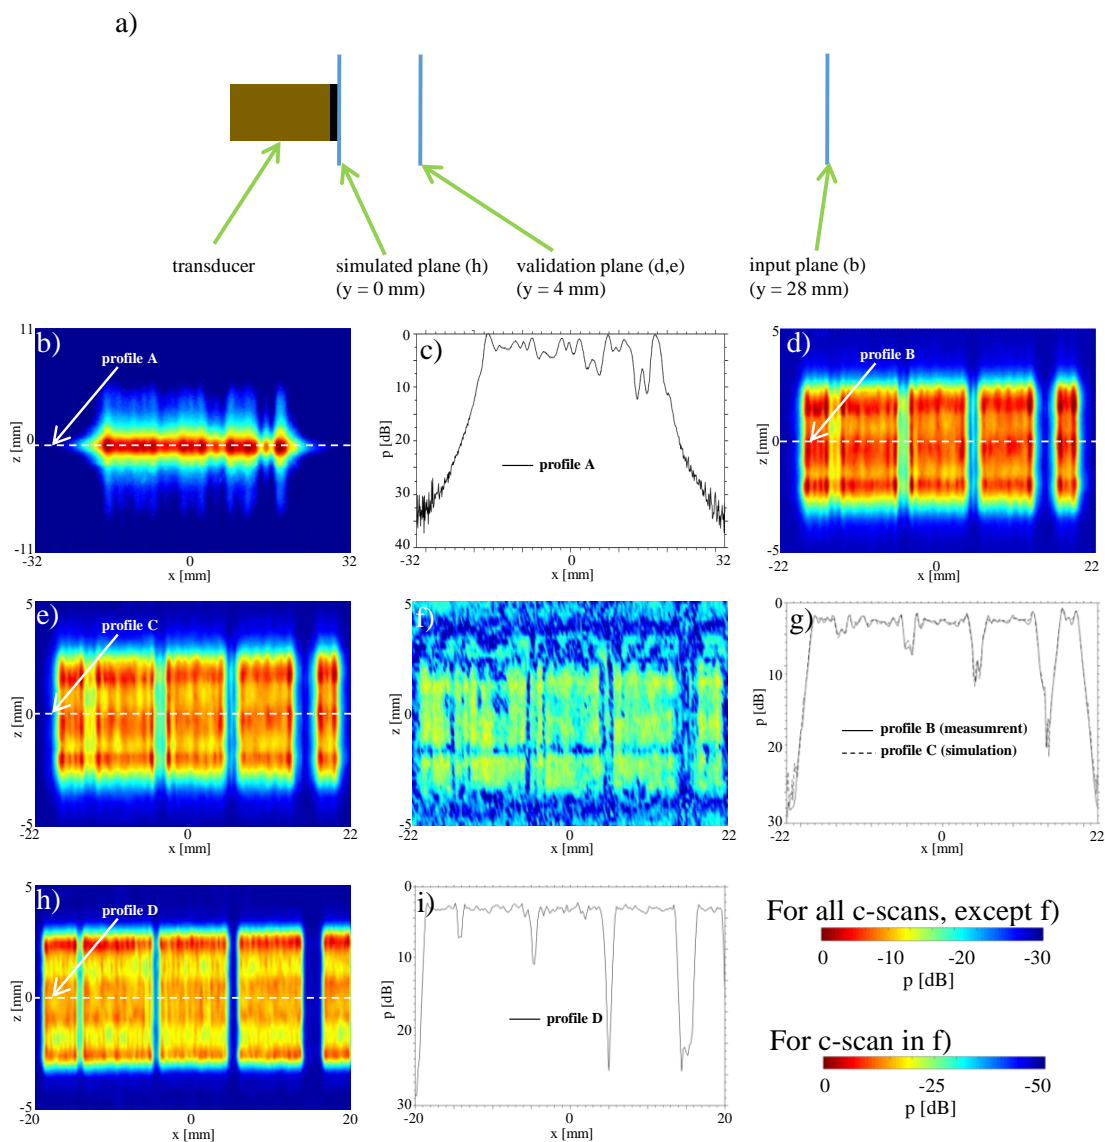 a)
transducer
simulated plane (h)
(y = 0 mm)
validation plane (d,e)
(y = 4 mm)
input plane (b)
(y = 28 mm)
b)
profile A
11
0
-11
z [mm]
-32
0
32
x [mm]
c)
0
10
20
30
40
p [dB]
profile A
-32
0
32
x [mm]
d)
profile B
5
0
-5
z [mm]
-22
0
22
x [mm]
e)
profile C
5
0
-5
z [mm]
-22
0
22
x [mm]
f)
5
0
-5
z [mm]
-22
0
22
x [mm]
g)
0
10
20
30
p [dB]
profile B (measumrent)
profile C (simulation)
-22
0
22
x [mm]
h)
profile D
5
0
-5
z [mm]
-20
0
20
x [mm]
i)
0
10
20
30
p [dB]
profile D
-20
0
20
x [mm]
For all c-scans, except f)
0 -10 -20 -30
p [dB]
For c-scan in f)
0 -25 -50
p [dB]